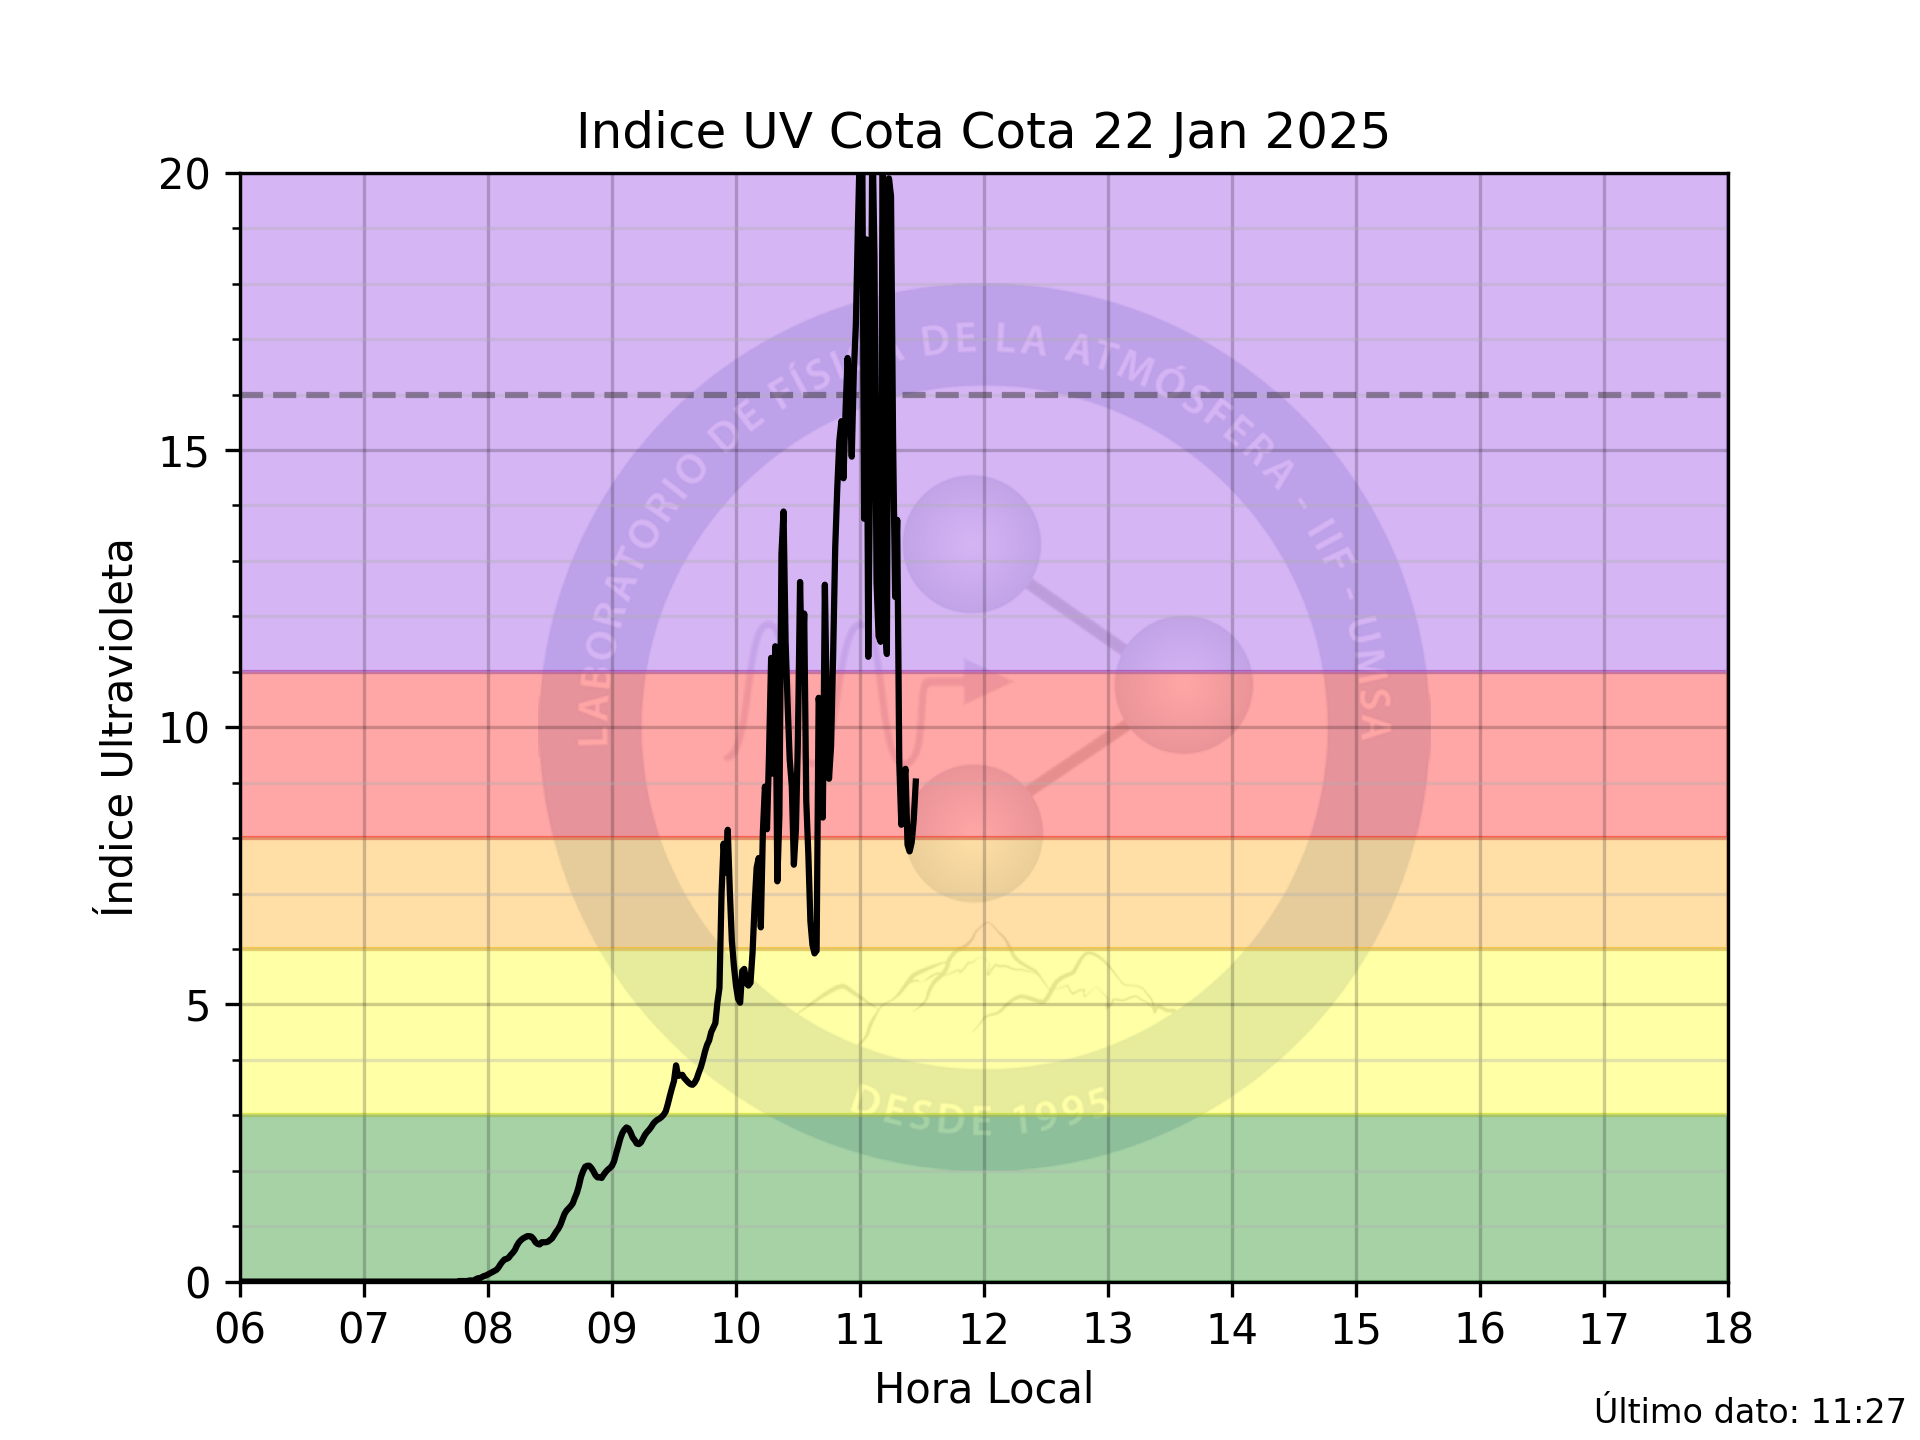 Indice UV Cota Cota 22 Jan 2025
20
15
10
5
0
Índice Ultravioleta
LABORATORIO DE FÍSICA DE LA ATMÓSFERA - IIF - UMSA
DESDE 1995
06 07 08 09 10 11 12 13 14 15 16 17 18
Hora Local
Último dato: 11:27